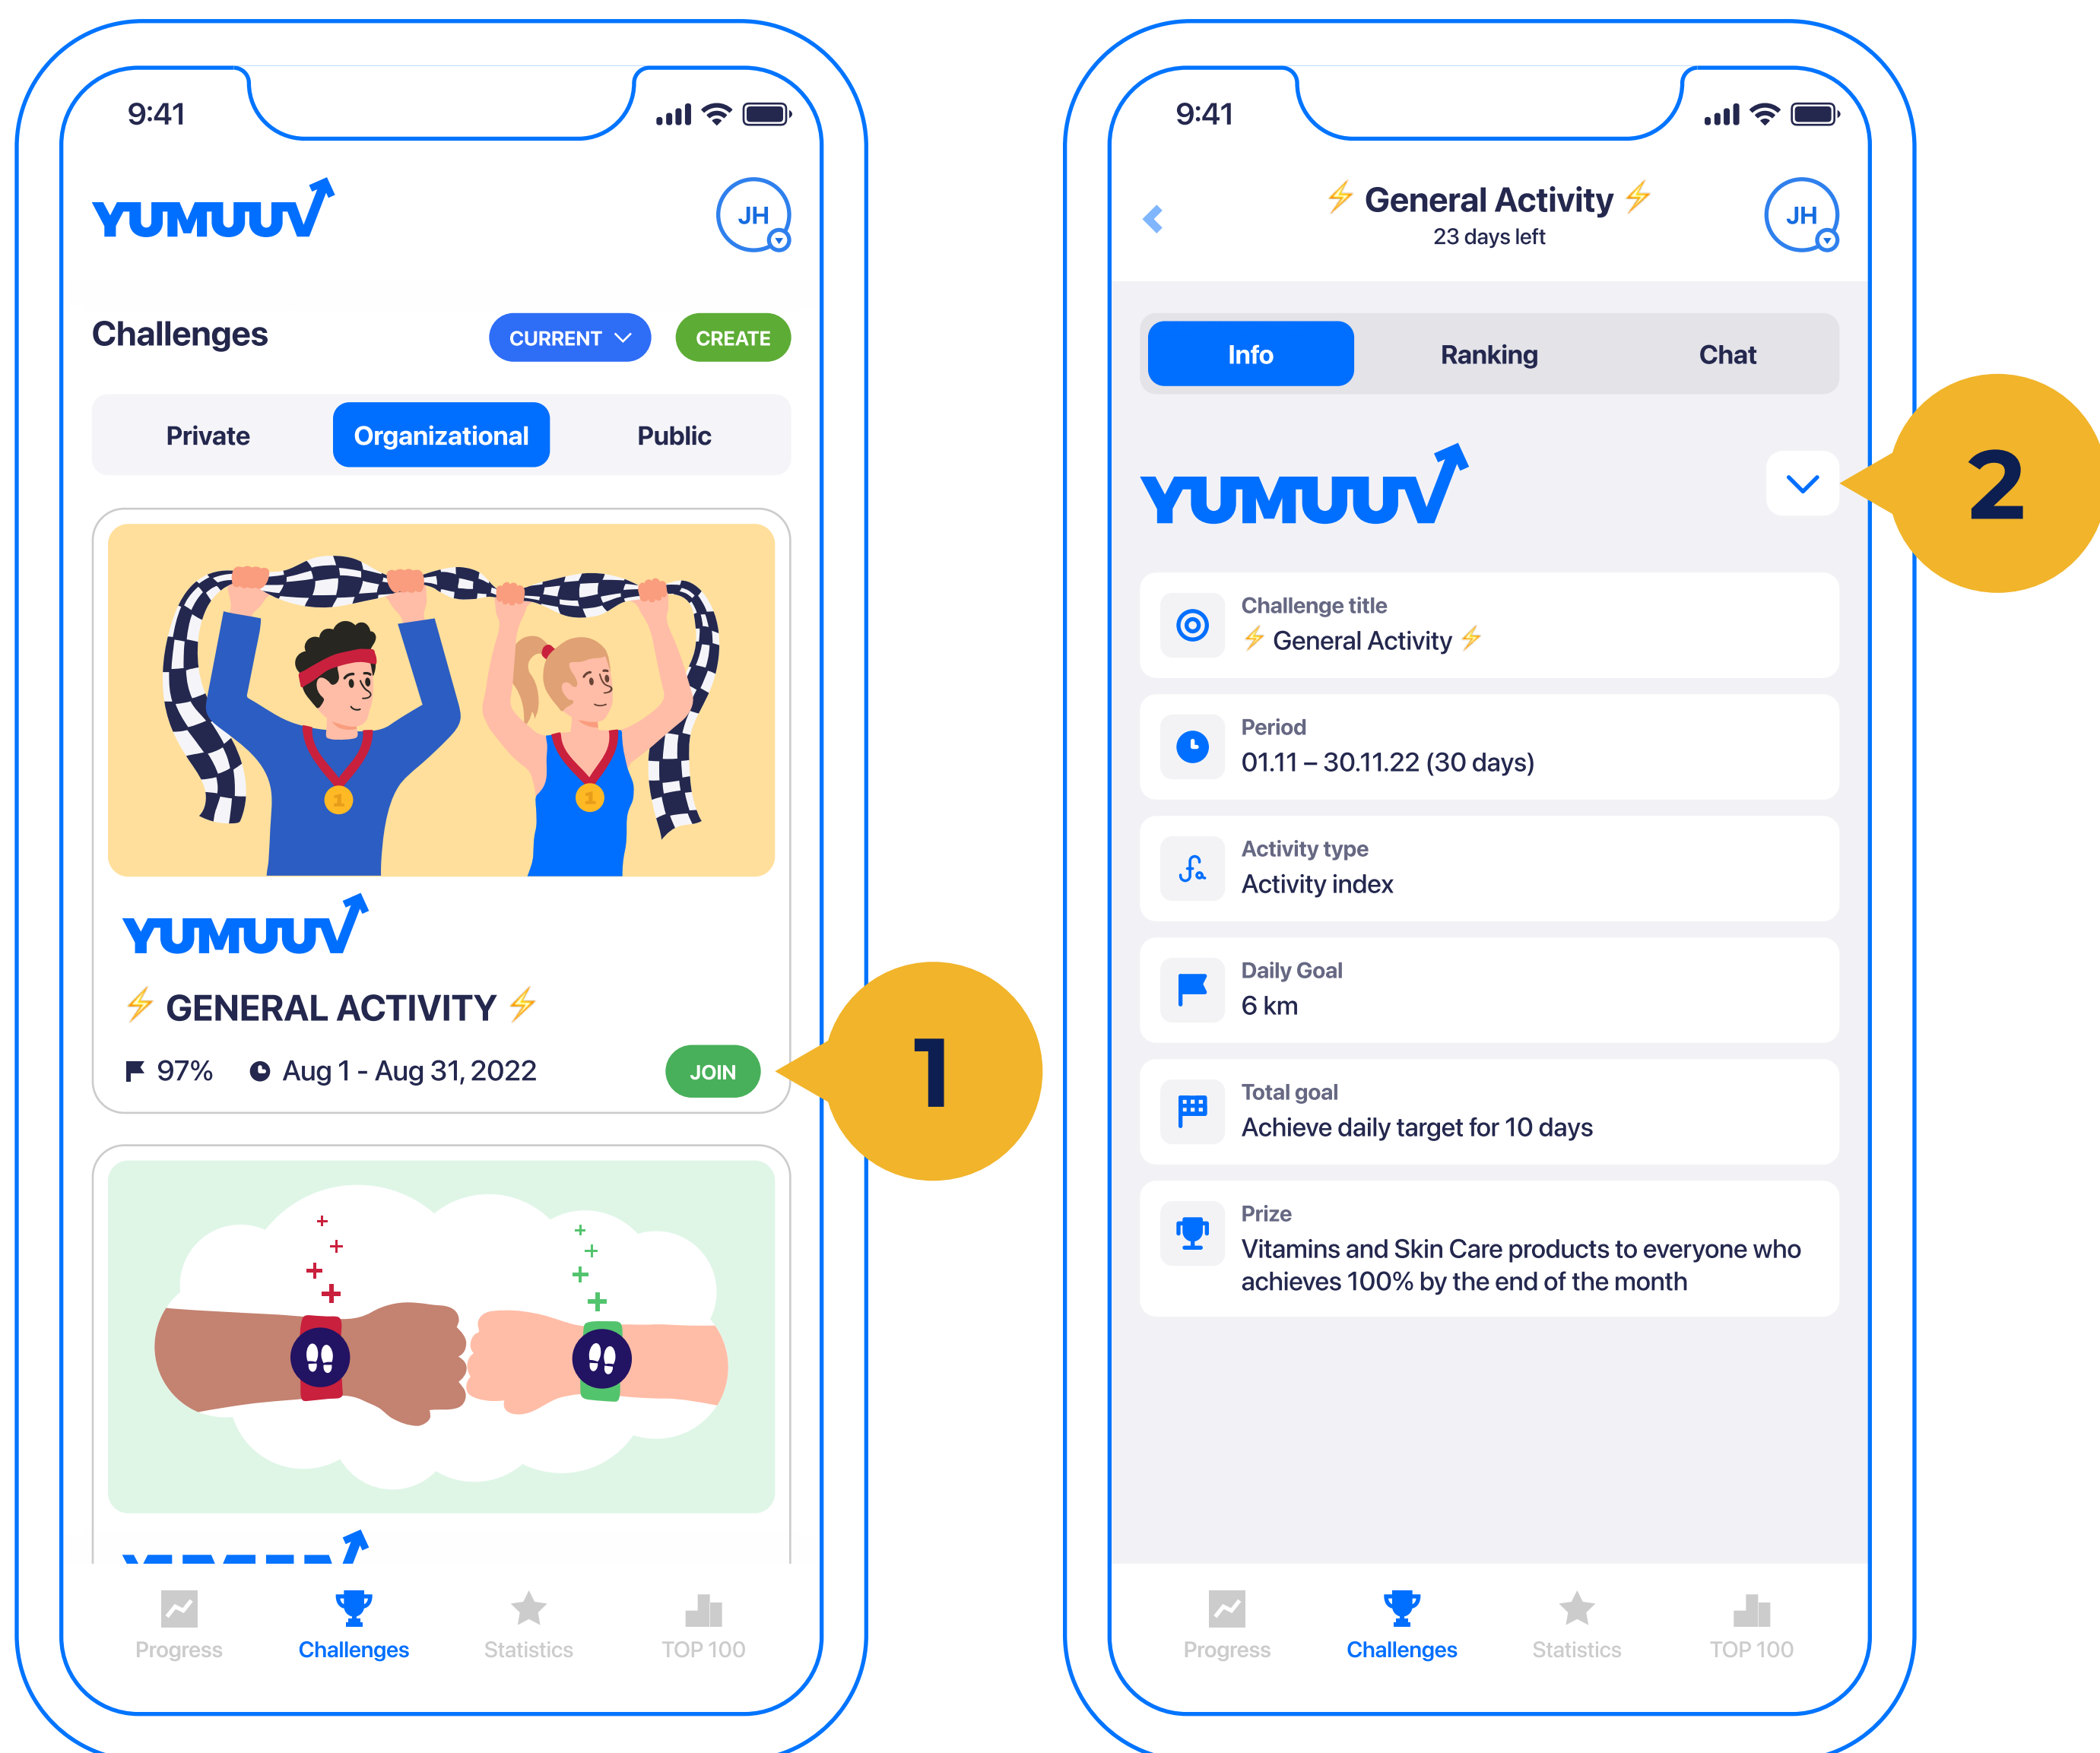 9:41
YUMUUV
JH
Challenges
CURRENT
CREATE
Private
Organizational
Public
1
1
YUMUUV
⚡ GENERAL ACTIVITY ⚡
97%
Aug 1 - Aug 31, 2022
JOIN
1
Progress
Challenges
Statistics
TOP 100
9:41
⚡ General Activity ⚡
23 days left
JH
Info
Ranking
Chat
YUMUUV
2
Challenge title
⚡ General Activity ⚡
Period
01.11 – 30.11.22 (30 days)
Activity type
Activity index
Daily Goal
6 km
Total goal
Achieve daily target for 10 days
Prize
Vitamins and Skin Care products to everyone who
achieves 100% by the end of the month
Progress
Challenges
Statistics
TOP 100